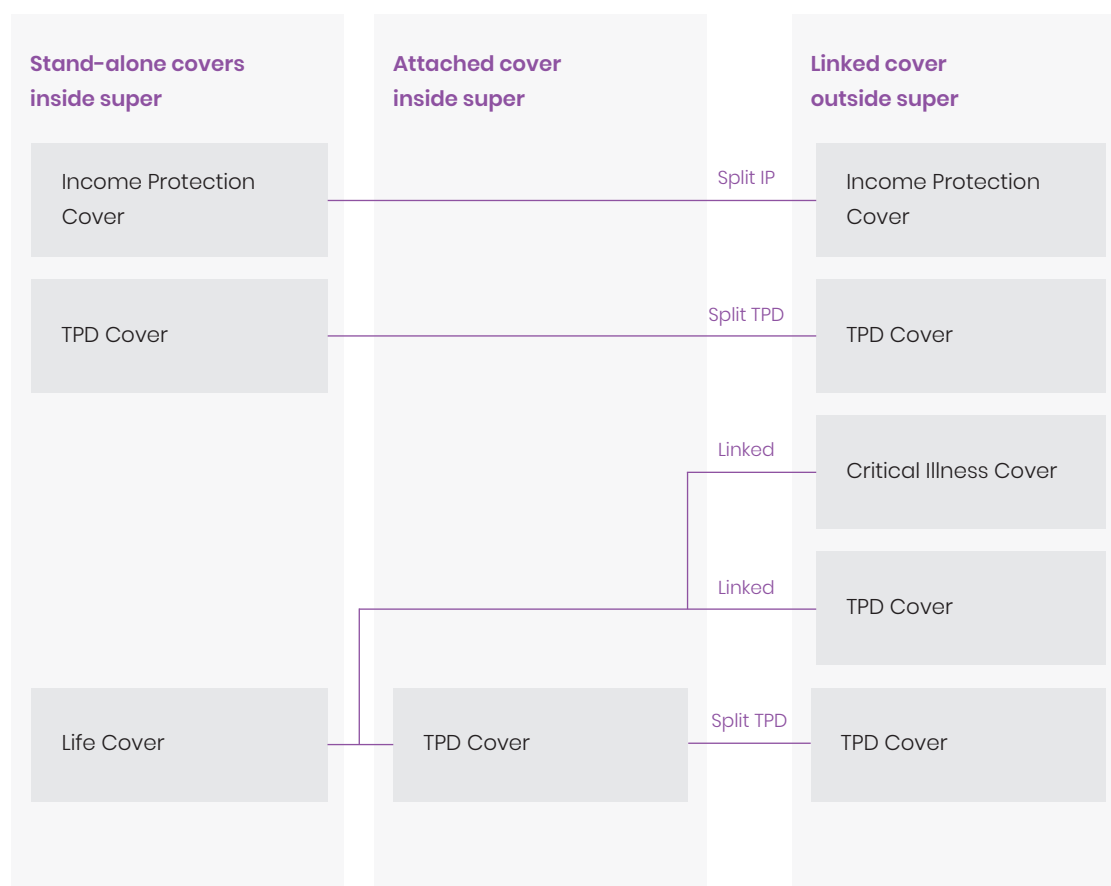 Stand-alone covers
inside super
Attached cover
inside super
Linked cover
outside super
Income Protection
Cover
Split IP
Income Protection
Cover
TPD Cover
Split TPD
TPD Cover
Linked
Critical Illness Cover
Linked
TPD Cover
Life Cover
TPD Cover
Split TPD
TPD Cover